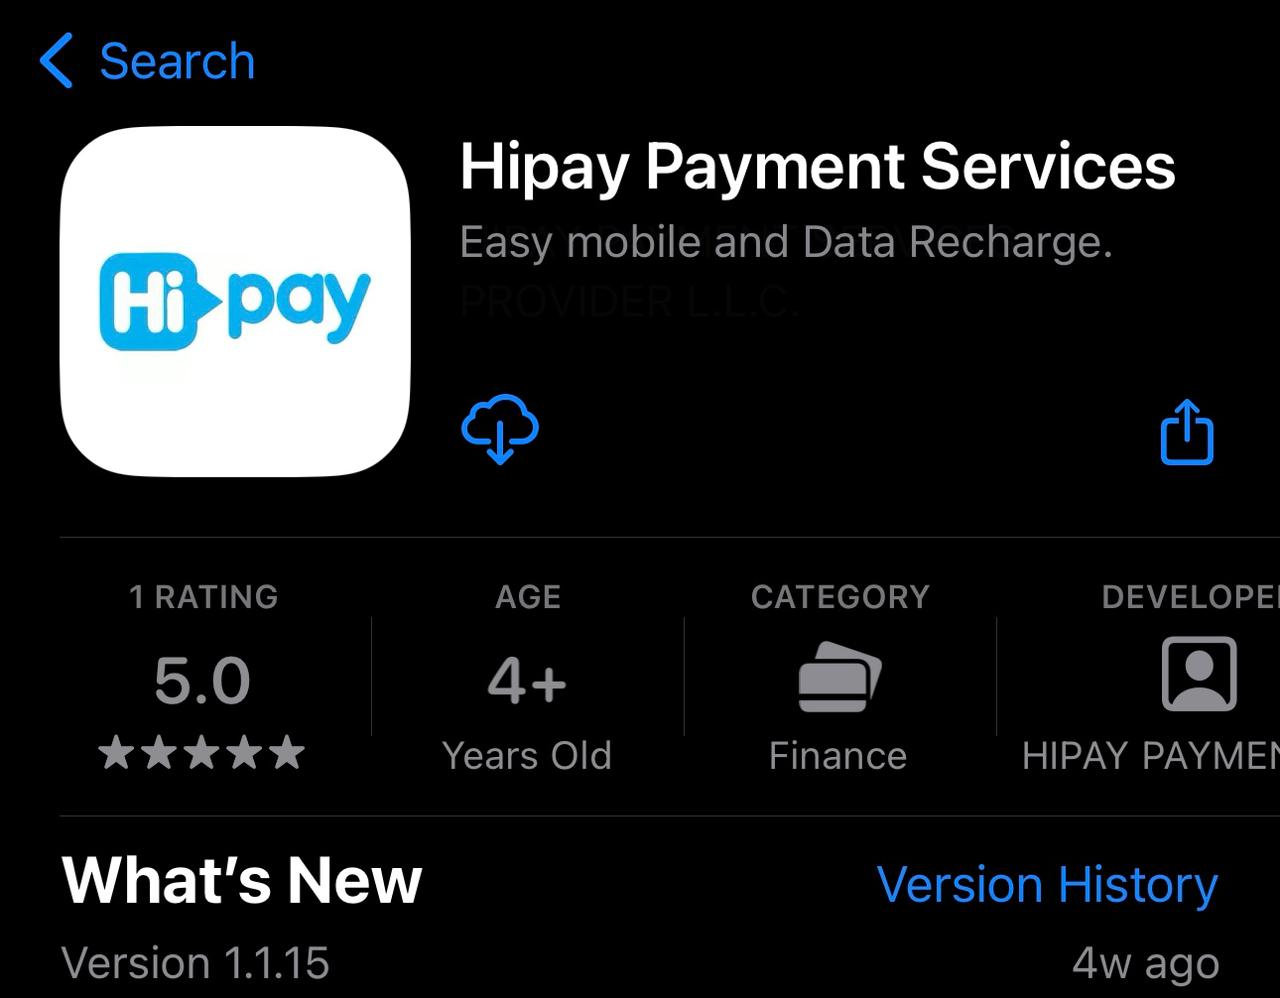 Search
Hi pay
Hipay Payment Services
Easy mobile and Data Recharge.
PROVIDER L.L.C.
1 RATING
5.0
AGE
4+
Years Old
CATEGORY
Finance
DEVELOPE
HIPAY PAYMEN
What’s New
Version History
Version 1.1.15
4w ago